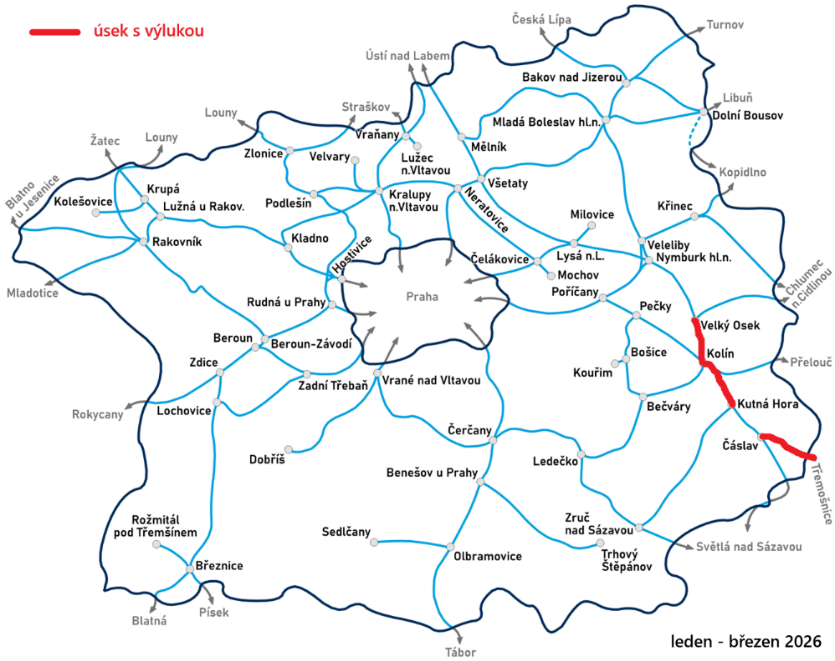 úsek s výlukou
Česká Lípa
Turnov
Ústí nad Labem
Bakov nad Jizerou
Libuň
Dolní Bousov
Louny
Straškov
Mladá Boleslav hl.n.
Vraňany
Mělník
Žatec
Louny
Zlonice
Velvary
Lužec
n.Vltavou
Kopidlno
Všetaty
Krupá
Podlešín
Kralupy
n.Vltavou
Neratovice
Blatno
u Jesenice
Kolešovice
Lužná u Rakov.
Milovice
Křinec
Rakovník
Kladno
Hostivice
Čelákovice
Lysá n.L.
Veleliby
Nymburk hl.n.
Mochov
Chlumec
n.Cidlinou
Mladotice
Praha
Poříčany
Rudná u Prahy
Pečky
Velký Osek
Beroun
Beroun-Závodí
Bošice
Kolín
Zdice
Kouřim
Přelouč
Zadní Třebaň
Vrané nad Vltavou
Rokycany
Lochovice
Bečváry
Kutná Hora
Čerčany
Čáslav
Dobříš
Ledečko
Benešov u Prahy
Třemošnice
Rožmitál
pod Třemšínem
Sedlčany
Zruč
nad Sázavou
Světlá nad Sázavou
Olbramovice
Trhový
Štěpánov
Březnice
Blatná
Písek
Tábor
leden - březen 2026